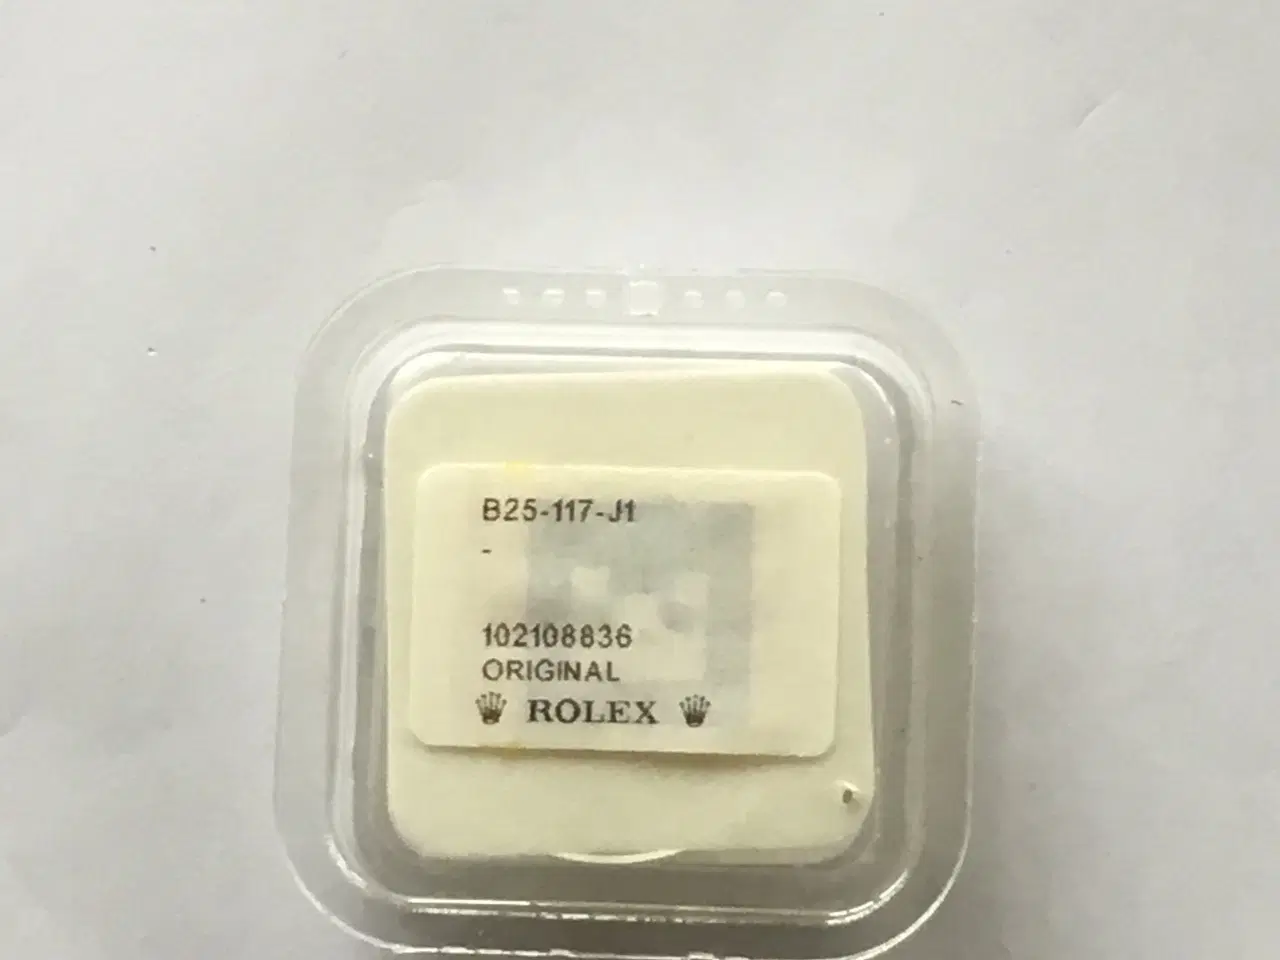 B25-117-J1
-
102108836
ORIGINAL
ROLEX